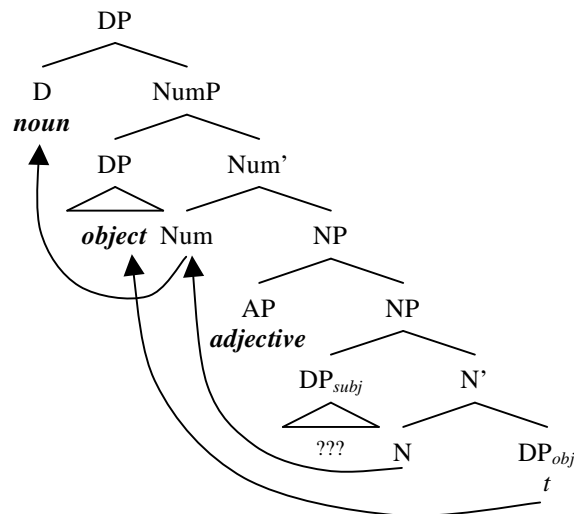 DP
D NumP
noun
DP Num’
object Num NP
AP NP
adjective
DPsubj N’
??? N DPobj
t